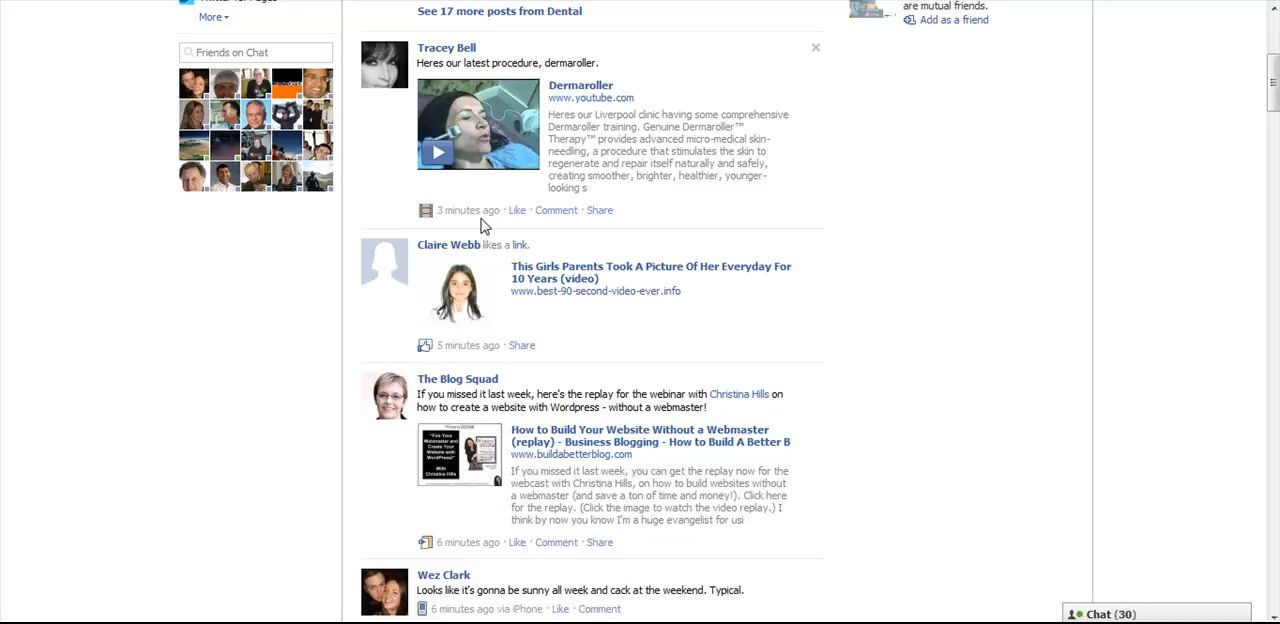 More
Friends on Chat
See 17 more posts from Dental
Tracey Bell
Heres our latest procedure, dermaroller.
Dermaroller
www.youtube.com
Heres our Liverpool clinic having some comprehensive
Dermaroller training. Genuine Dermaroller™
Therapy™ provides advanced micro-medical skin-
needling, a procedure that stimulates the skin to
regenerate and repair itself naturally and safely,
creating smoother, brighter, healthier, younger-
looking s
3 minutes ago · Like · Comment · Share
Claire Webb likes a link.
This Girls Parents Took A Picture Of Her Everyday For
10 Years (video)
www.best-90-second-video-ever.info
5 minutes ago · Share
The Blog Squad
If you missed it last week, here's the replay for the webinar with Christina Hills on
how to create a website with Wordpress - without a webmaster!
How to Build Your Website Without a Webmaster
(replay) - Business Blogging - How to Build A Better B
www.buildabetterblog.com
If you missed it last week, you can get the replay now for the
webcast with Christina Hills, on how to build websites without
a webmaster (and save a ton of time and money!). Click here
for the replay. (Click the image to watch the video replay.) I
think by now you know I'm a huge evangelist for usi
6 minutes ago · Like · Comment · Share
Wez Clark
Looks like it's gonna be sunny all week and cack at the weekend. Typical.
6 minutes ago via iPhone · Like · Comment
are mutual friends.
Add as a friend
Chat (30)